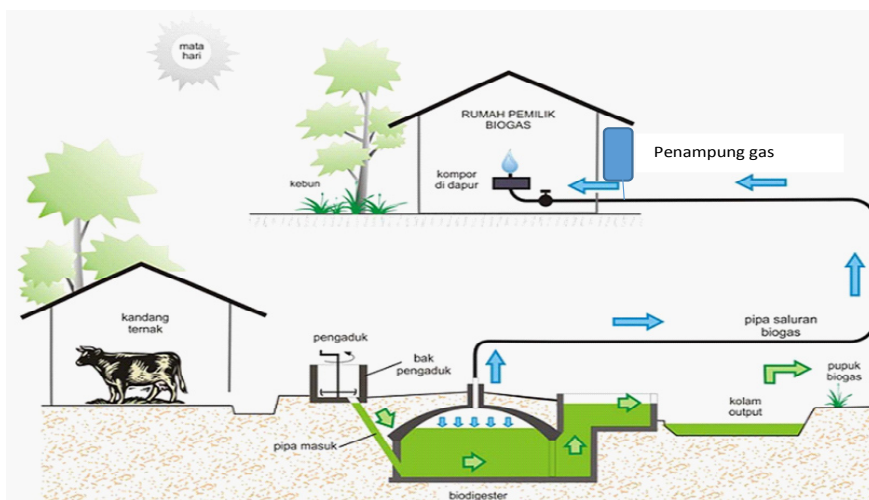 mata
hari
RUMAH PEMILIK
BIOGAS
Penampung gas
kompor
di dapur
kebun
kandang
ternak
pengaduk
bak
pengaduk
pipa saluran
biogas
pupuk
biogas
kolam
output
pipa masuk
biodigester